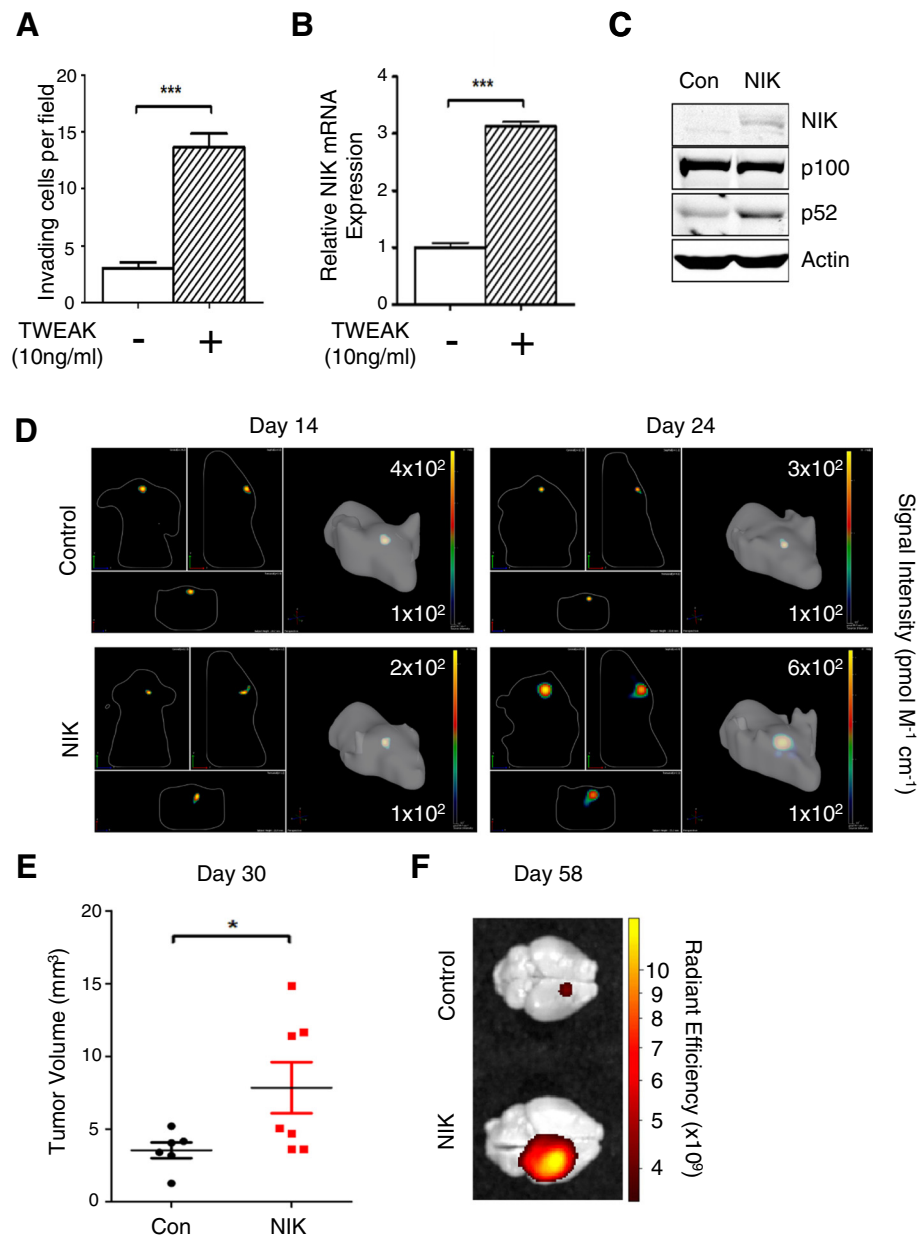 A
B
C
Invading cells per field
20
15
10
5
0
***
TWEAK
(10ng/ml)
-
+
Relative NIK mRNA
Expression
4
3
2
1
0
***
TWEAK
(10ng/ml)
-
+
Con NIK
NIK
p100
p52
Actin
D
Day 14
Day 24
Control
4x10²
1x10²
3x10²
1x10²
NIK
2x10²
1x10²
6x10²
1x10²
Signal Intensity (pmol M⁻¹ cm⁻¹)
E
Day 30
Tumor Volume (mm³)
20
15
10
5
0
*
Con
NIK
F
Day 58
Control
NIK
10
9
8
7
6
5
4
Radiant Efficiency (x10⁹)